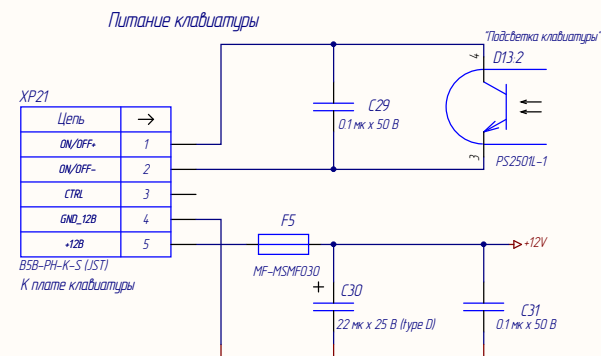 Питание клавиатуры
"Подсветка клавиатуры"
4
D13:2
XP21
Цепь
C29
0.1 мк x 50 В
ON/OFF+ 1
ON/OFF- 2
3
PS2501L-1
CTRL 3
GND_12В 4
F5
+12В 5
+12V
B5B-PH-K-S (JST)
MF-MSMF030
К плате клавиатуры
+
C30
22 мк x 25 В (type D)
C31
0.1 мк x 50 В